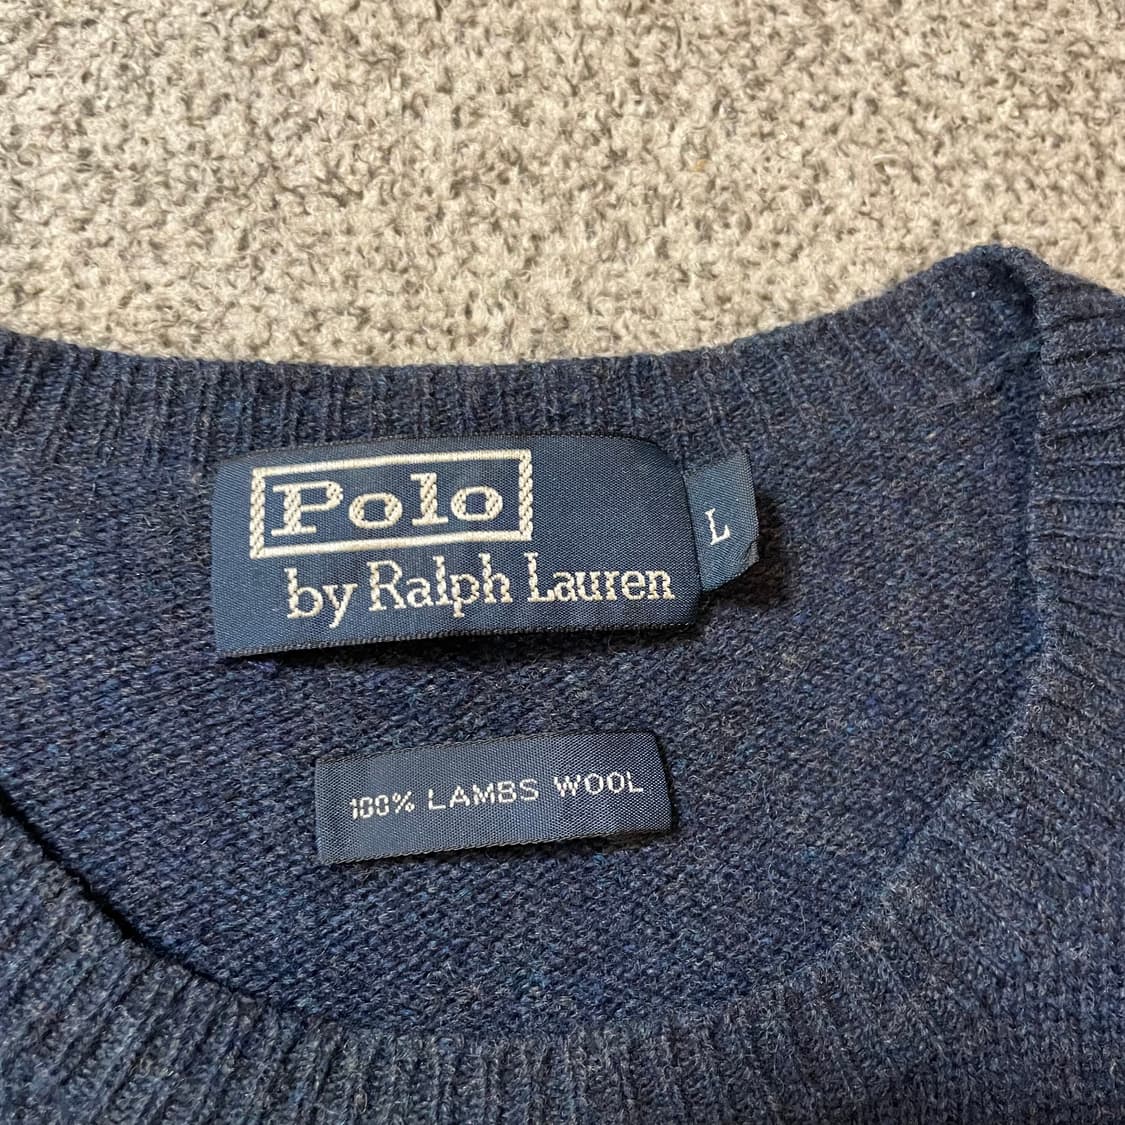 Polo
by Ralph Lauren
L
100% LAMBS WOOL